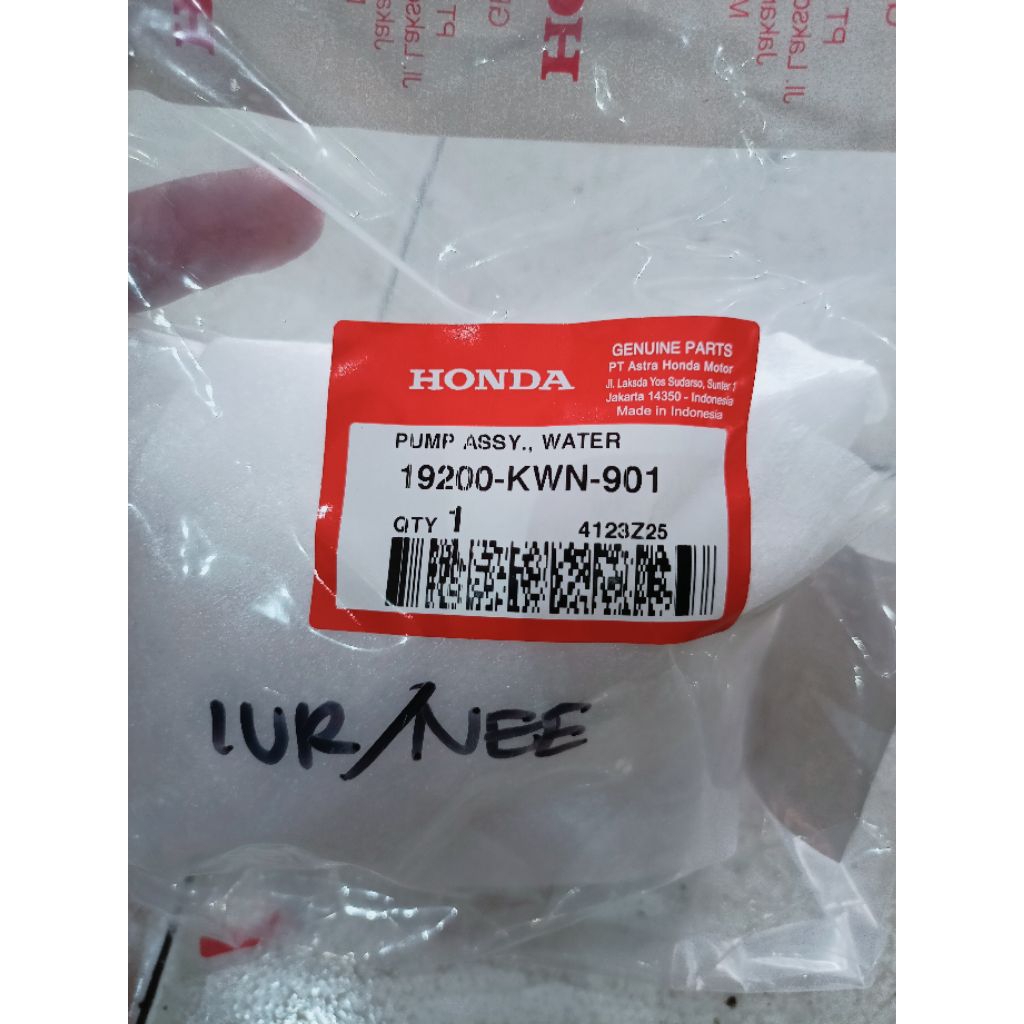 HONDA
GENUINE PARTS
PT Astra Honda Motor
Jl. Laksda Yos Sudarso, Sunter 1
Jakarta 14350 - Indonesia
Made in Indonesia
PUMP ASSY., WATER
19200-KWN-901
QTY 1
4123Z25
1UR/NEE